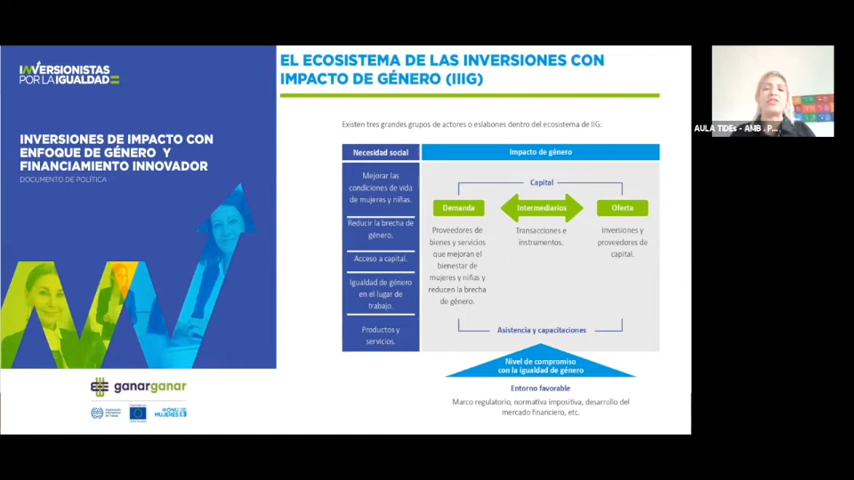 INVERSIONISTAS
POR LA IGUALDAD
INVERSIONES DE IMPACTO CON
ENFOQUE DE GÉNERO Y
FINANCIAMIENTO INNOVADOR
DOCUMENTO DE POLÍTICA
ganarganar
MUJERES
EL ECOSISTEMA DE LAS INVERSIONES CON
IMPACTO DE GÉNERO (IIIG)
Existen tres grandes grupos de actores o eslabones dentro del ecosistema de IIG:
Necesidad social
Mejorar las
condiciones de vida
de mujeres y niñas.
Reducir la brecha de
género.
Acceso a capital.
Igualdad de género
en el lugar de
trabajo.
Productos y
servicios.
Impacto de género
Capital
Demanda
Intermediarios
Oferta
Proveedores de
bienes y servicios
que mejoran el
bienestar de
mujeres y niñas y
reducen la brecha
de género.
Transacciones e
instrumentos.
Inversiones y
proveedores de
capital.
Asistencia y capacitaciones
Nivel de compromiso
con la igualdad de género
Entorno favorable
Marco regulatorio, normativa impositiva, desarrollo del
mercado financiero, etc.
AULA TIDEs - AMB . P...